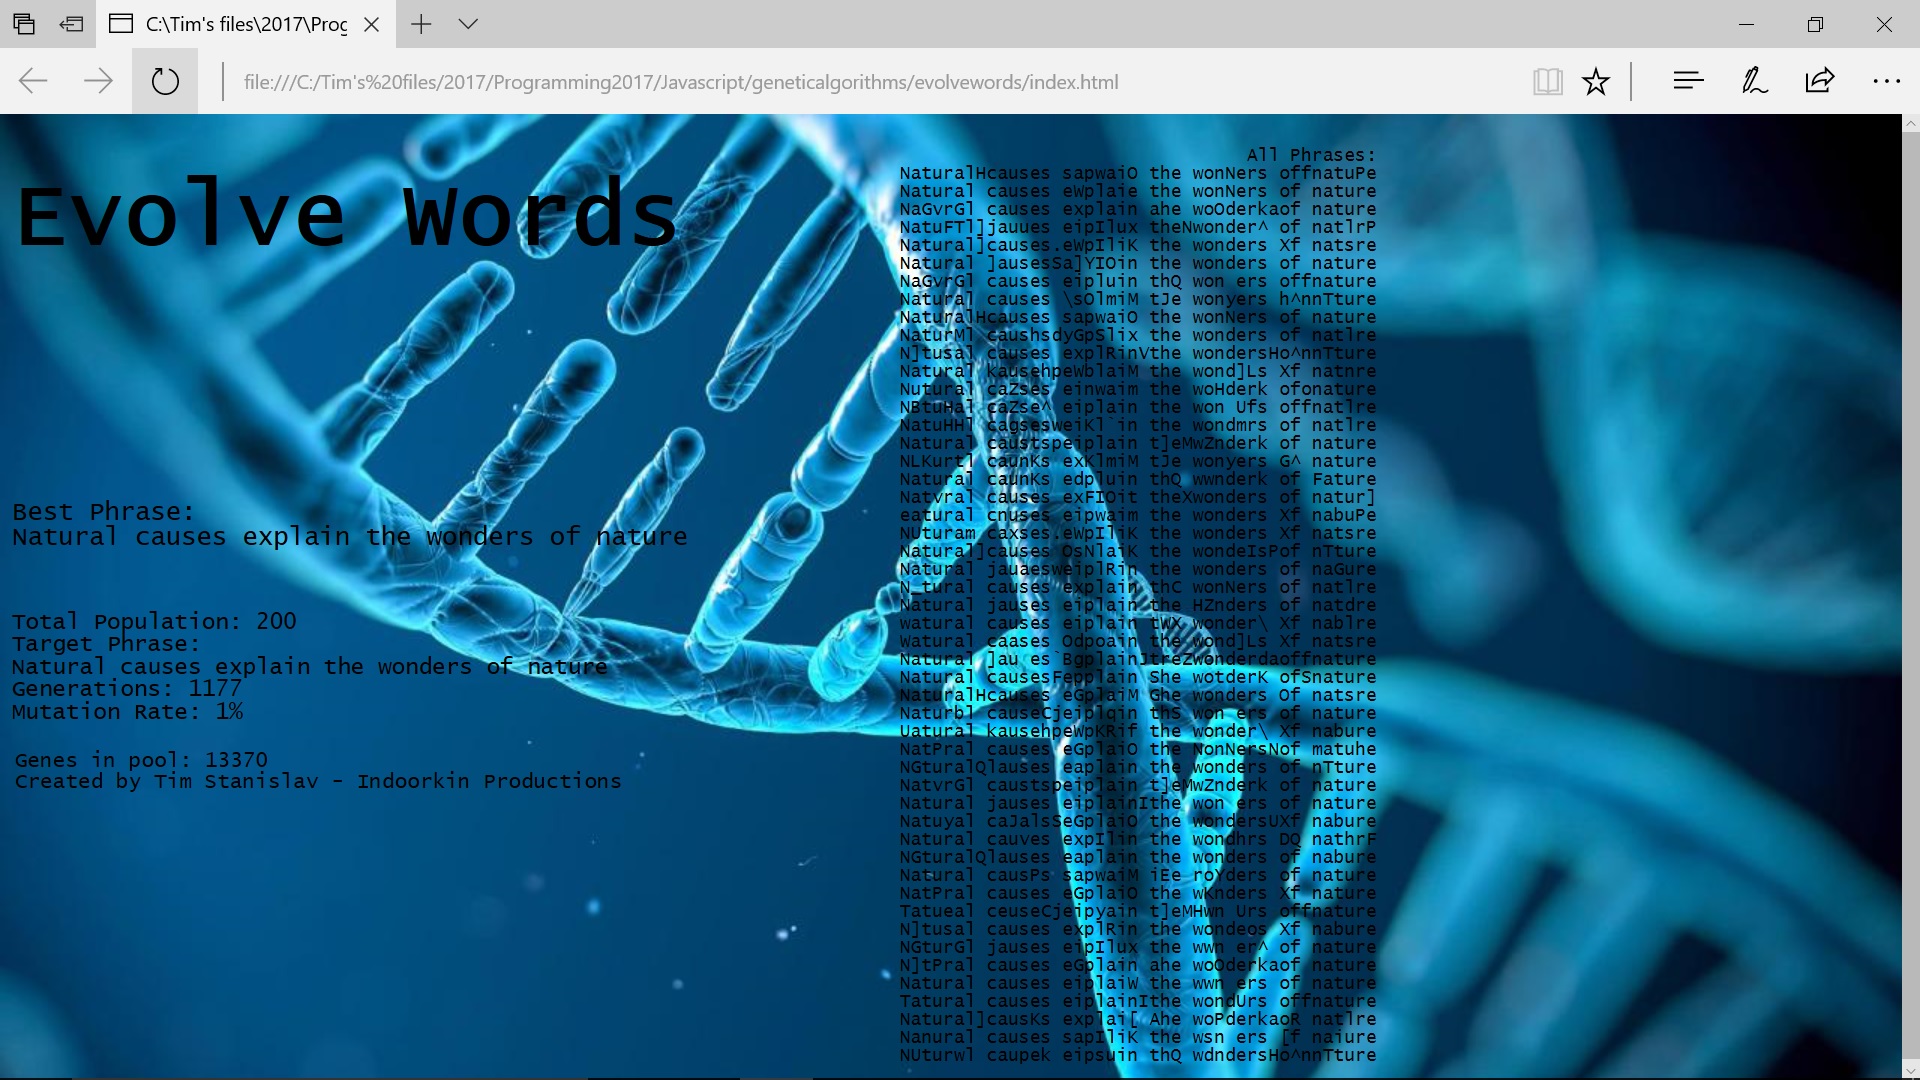 C:\Tim's files\2017\Prog
file:///C:/Tim's%20files/2017/Programming2017/Javascript/geneticalgorithms/evolvewords/index.html
Evolve Words
Best Phrase:
Natural causes explain the wonders of nature
Total Population: 200
Target Phrase:
Natural causes explain the wonders of nature
Generations: 1177
Mutation Rate: 1%
Genes in pool: 13370
Created by Tim Stanislav - Indoorkin Productions
All Phrases:
NaturalHcauses sapwaiO the wonNers offnatuPe
Natural causes eWplaie the wonNers of nature
NaGvrGl causes explain ahe woOderkaof nature
NatuFTl]jauues eipIlux theNwonder^ of natlrP
Natural]causes.eWpIliK the wonders Xf natsre
Natural ]ausesSa]YIOin the wonders of nature
NaGvrGl causes eipluin thQ won ers offnature
Natural causes \sOlmiM tJe wonyers h^nnTture
NaturalHcauses sapwaiO the wonNers of nature
NaturMl caushsdyGpSlix the wonders of natlre
N]tusal causes explRinVthe wondersHo^nnTture
Natural kausehpeWblaiM the wond]Ls Xf natnre
Nutural caZses einwaim the woHderk ofonature
NBtuHal caZse^ eiplain the won Ufs offnatlre
NatuHHl cagsesweiKl`in the wondmrs of natlre
Natural caustspeiplain t]eMwZnderk of nature
NLKurtl caunKs exKlmiM tJe wonyers G^ nature
Natural caunKs edpluin thQ wwnderk of Fature
Natvral causes exFIOit theXwonders of natur]
eatural cnuses eipwaim the wonders Xf nabuPe
NUturam caxses.eWpIliK the wonders Xf natsre
Natural]causes OsNlaiK the wondeIsPof nTture
Natural jauaesweiplRin the wonders of naGure
N_tural causes explain thC wonNers of natlre
Natural jauses eiplain the HZnders of natdre
watural causes eiplain tWX wonder\ Xf nablre
Watural caases Odpoain the wond]Ls Xf natsre
Natural ]au es`BgplainJtreZwonderdaoffnature
Natural causesFepplain She wotderK ofSnature
NaturalHcauses eGplaiM Ghe wonders Of natsre
Naturbl causeCjeiplqin thS won ers of nature
Uatural kausehpeWpKRif the wonder\ Xf nabure
NatPral causes eGplaiO the NonNersNof matuhe
NGturalQlauses eaplain the wonders of nTture
NatvrGl caustspeiplain t]eMwZnderk of nature
Natural jauses eiplainIthe won ers of nature
Natuyal caJalsSeGplaiO the wondersUXf nabure
Natural cauves expIlin the wondhrs DQ nathrF
NGturalQlauses eaplain the wonders of nabure
Natural causPs sapwaiM iEe roYders of nature
NatPral causes eGplaiO the wKnders Xf nature
Tatueal ceuseCjeipyain t]eMHwn Urs offnature
N]tusal causes explRin the wondeos Xf nabure
NGturGl jauses eipIlux the wwn er^ of nature
N]tPral causes eGplain ahe woOderkaof nature
Natural causes eiplaiW the wwn ers of nature
Tatural causes eiplainIthe wondUrs offnature
Natural]causKs explai[ Ahe woPderkaoR natlre
Nanural causes sapIliK the wsn ers [f naiure
NUturwl caupek eipsuin thQ wdndersHo^nnTture